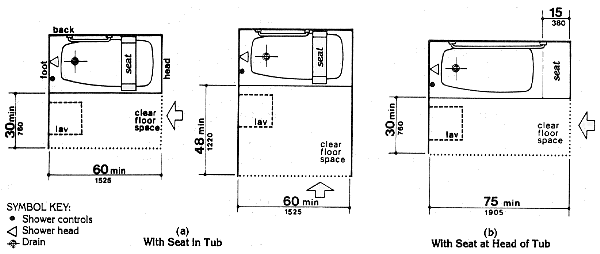 back
foot
seat
head
30 min
760
lav
clear
floor
space
60 min
1525
seat
48 min
1220
lav
clear
floor
space
60 min
1525
15
380
seat
30 min
760
lav
clear
floor
space
75 min
1905
SYMBOL KEY:
Shower controls
Shower head
Drain
(a)
With Seat in Tub
(b)
With Seat at Head of Tub